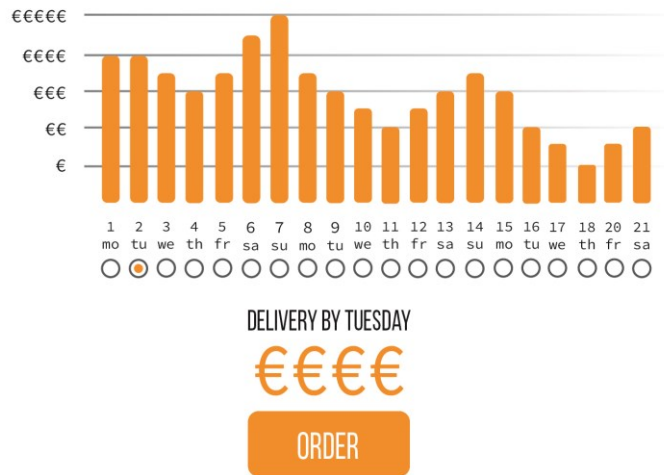 €€€€€
€€€€
€€€
€€
€
1 2 3 4 5 6 7 8 9 10 11 12 13 14 15 16 17 18 20 21
mo tu we th fr sa su mo tu we th fr sa su mo tu we th fr sa
DELIVERY BY TUESDAY
€€€€
ORDER